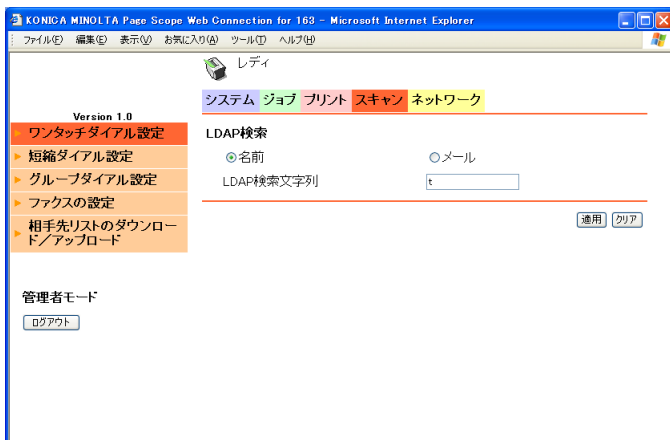 KONICA MINOLTA Page Scope Web Connection for 163 - Microsoft Internet Explorer
ファイル(F) 編集(E) 表示(V) お気に入り(A) ツール(T) ヘルプ(H)
レディ
システム ジョブ プリント スキャン ネットワーク
Version 1.0
ワンタッチダイアル設定
短縮ダイアル設定
グループダイアル設定
ファクスの設定
相手先リストのダウンロー
ド/アップロード
管理者モード
ログアウト
LDAP検索
名前 メール
LDAP検索文字列 t
適用 クリア